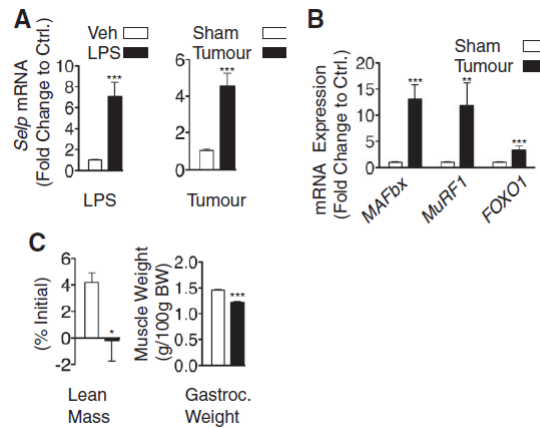 A
Veh
LPS
Sham
Tumour
Selp mRNA
(Fold Change to Ctrl.)
10
8
6
4
2
0
***
LPS
6
4
2
0
***
Tumour
B
Sham
Tumour
mRNA Expression
(Fold Change to Ctrl.)
20
15
10
5
0
***
**
***
MAFbx
MuRF1
FOXO1
C
(% Initial)
6
4
2
0
-2
*
Lean
Mass
Muscle Weight
(g/100g BW)
2.0
1.5
1.0
0.5
0.0
***
Gastroc.
Weight